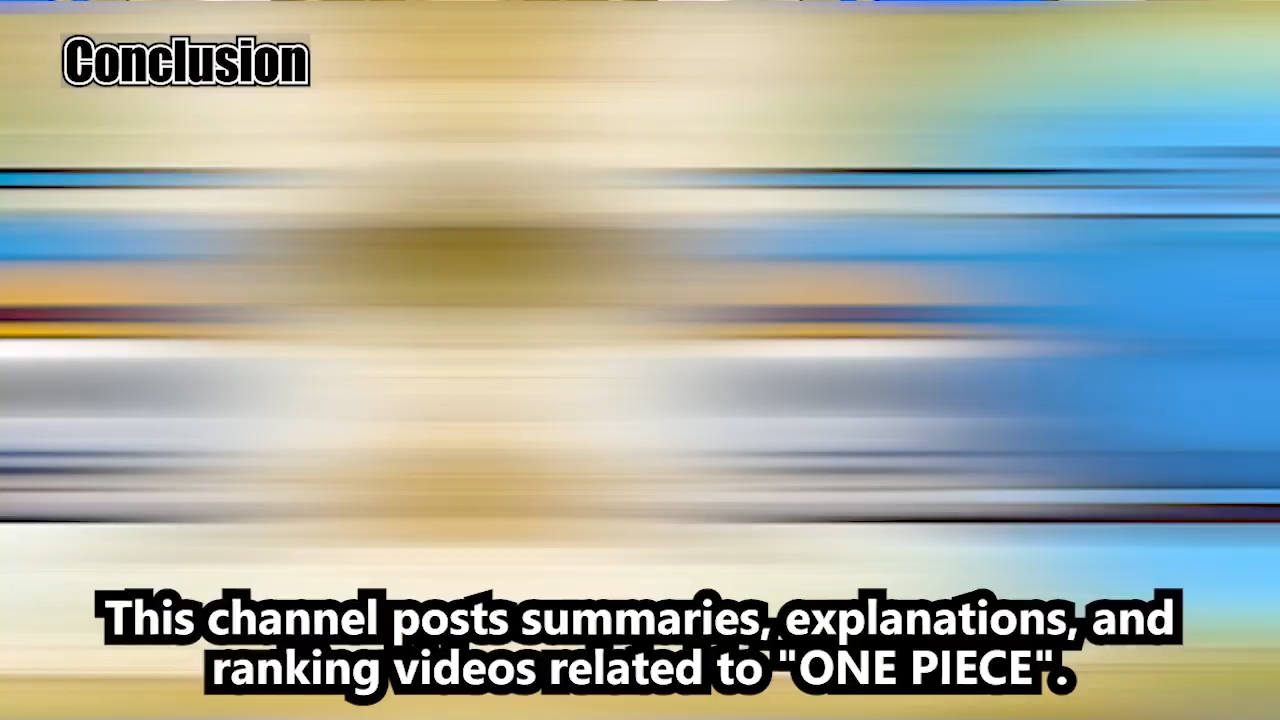 Conclusion
This channel posts summaries, explanations, and
ranking videos related to "ONE PIECE".